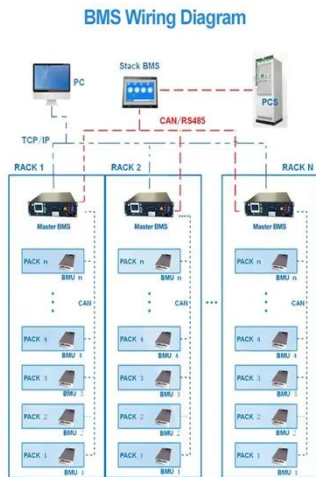 BMS Wiring Diagram
PC
Stack BMS
PCS
CAN/RS485
TCP/IP
RACK 1
RACK 2
RACK N
Master BMS
Master BMS
Master BMS
PACK n
BMU n
PACK n
BMU n
PACK n
BMU n
CAN
CAN
CAN
PACK 4
BMU 4
PACK 4
BMU 4
PACK 4
BMU 4
PACK 3
BMU 3
PACK 3
BMU 3
PACK 3
BMU 3
PACK 2
BMU 2
PACK 2
BMU 2
PACK 2
BMU 2
PACK 1
BMU 1
PACK 1
BMU 1
PACK 1
BMU 1